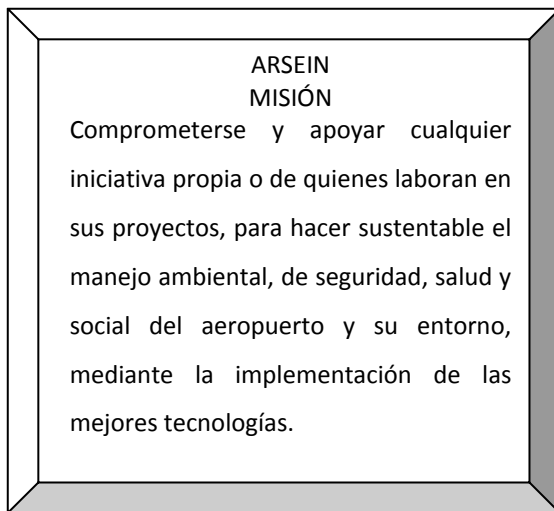 ARSEIN
MISIÓN
Comprometerse y apoyar cualquier
iniciativa propia o de quienes laboran en
sus proyectos, para hacer sustentable el
manejo ambiental, de seguridad, salud y
social del aeropuerto y su entorno,
mediante la implementación de las
mejores tecnologías.